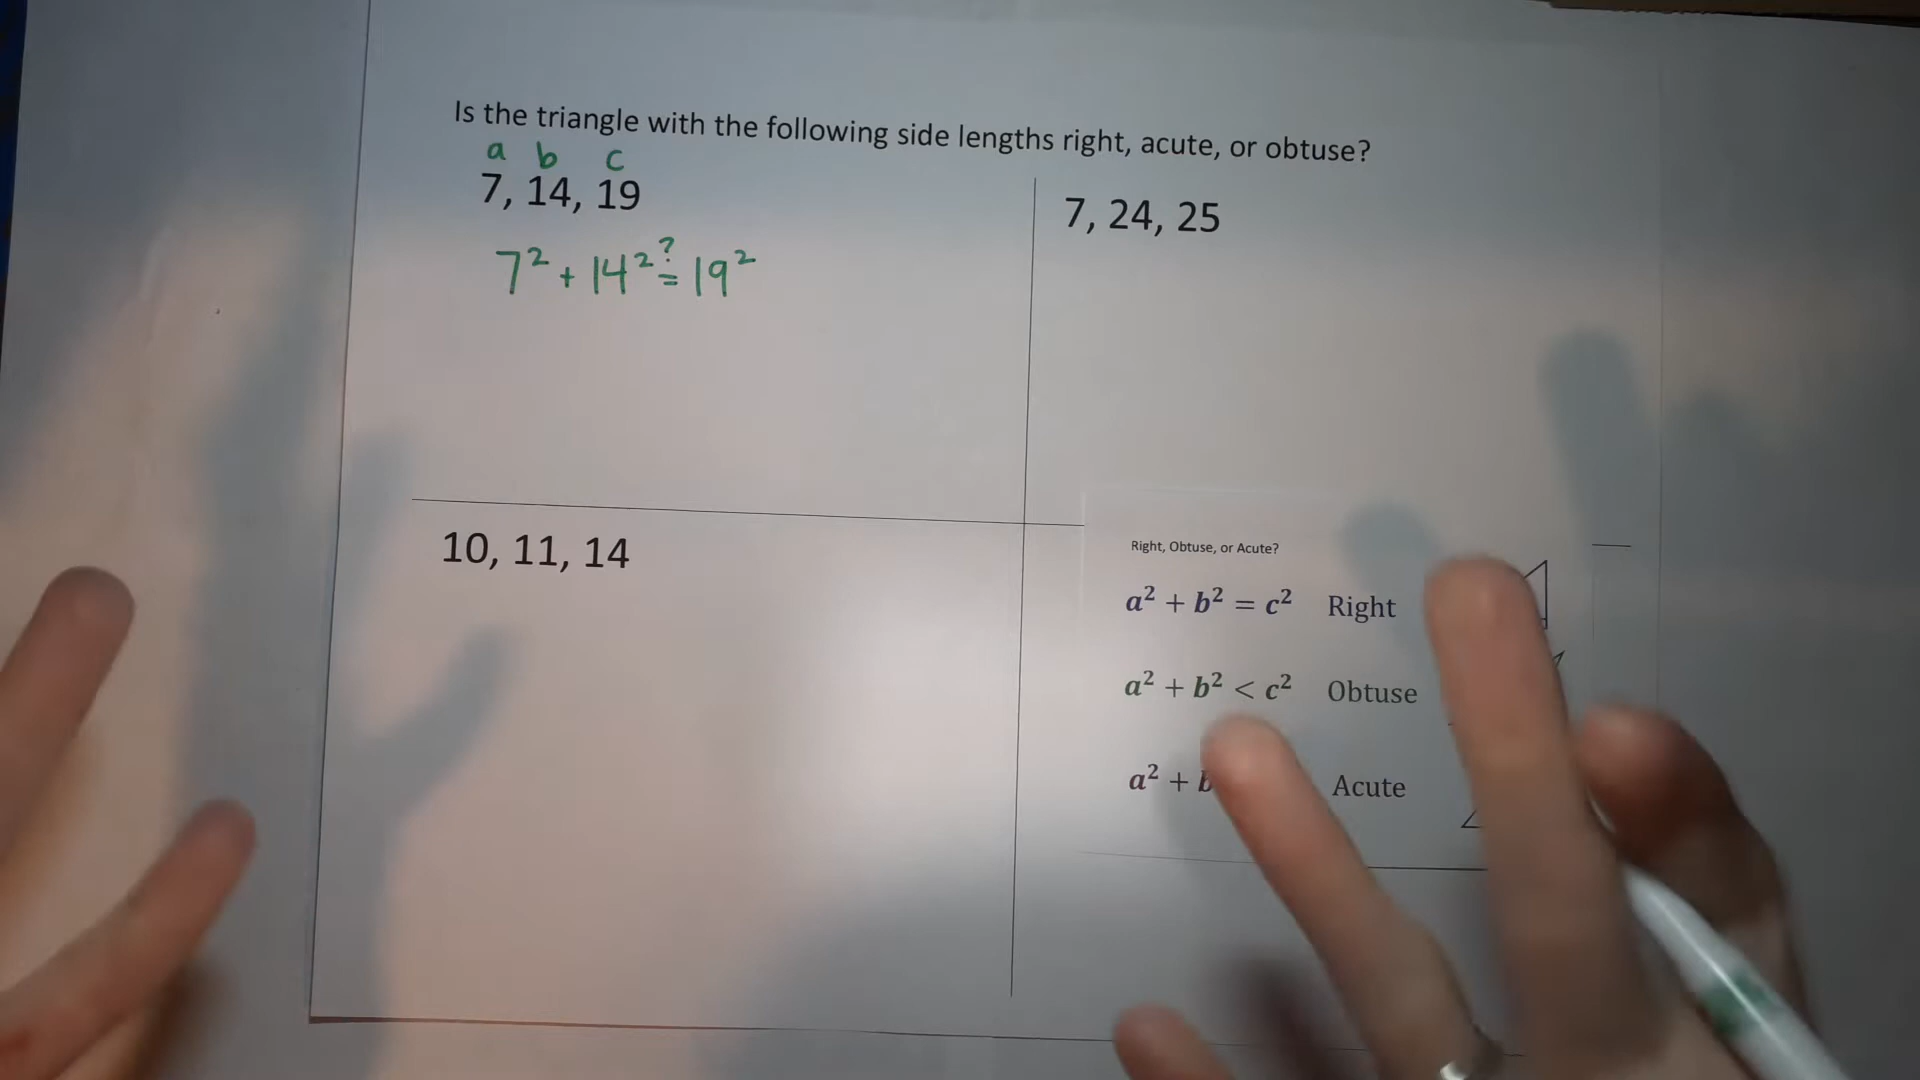 Is the triangle with the following side lengths right, acute, or obtuse?
a b c
7, 14, 19
7² + 14² ?= 19²
7, 24, 25
10, 11, 14
Right, Obtuse, or Acute?
a² + b² = c² Right
a² + b² < c² Obtuse
a² + b Acute